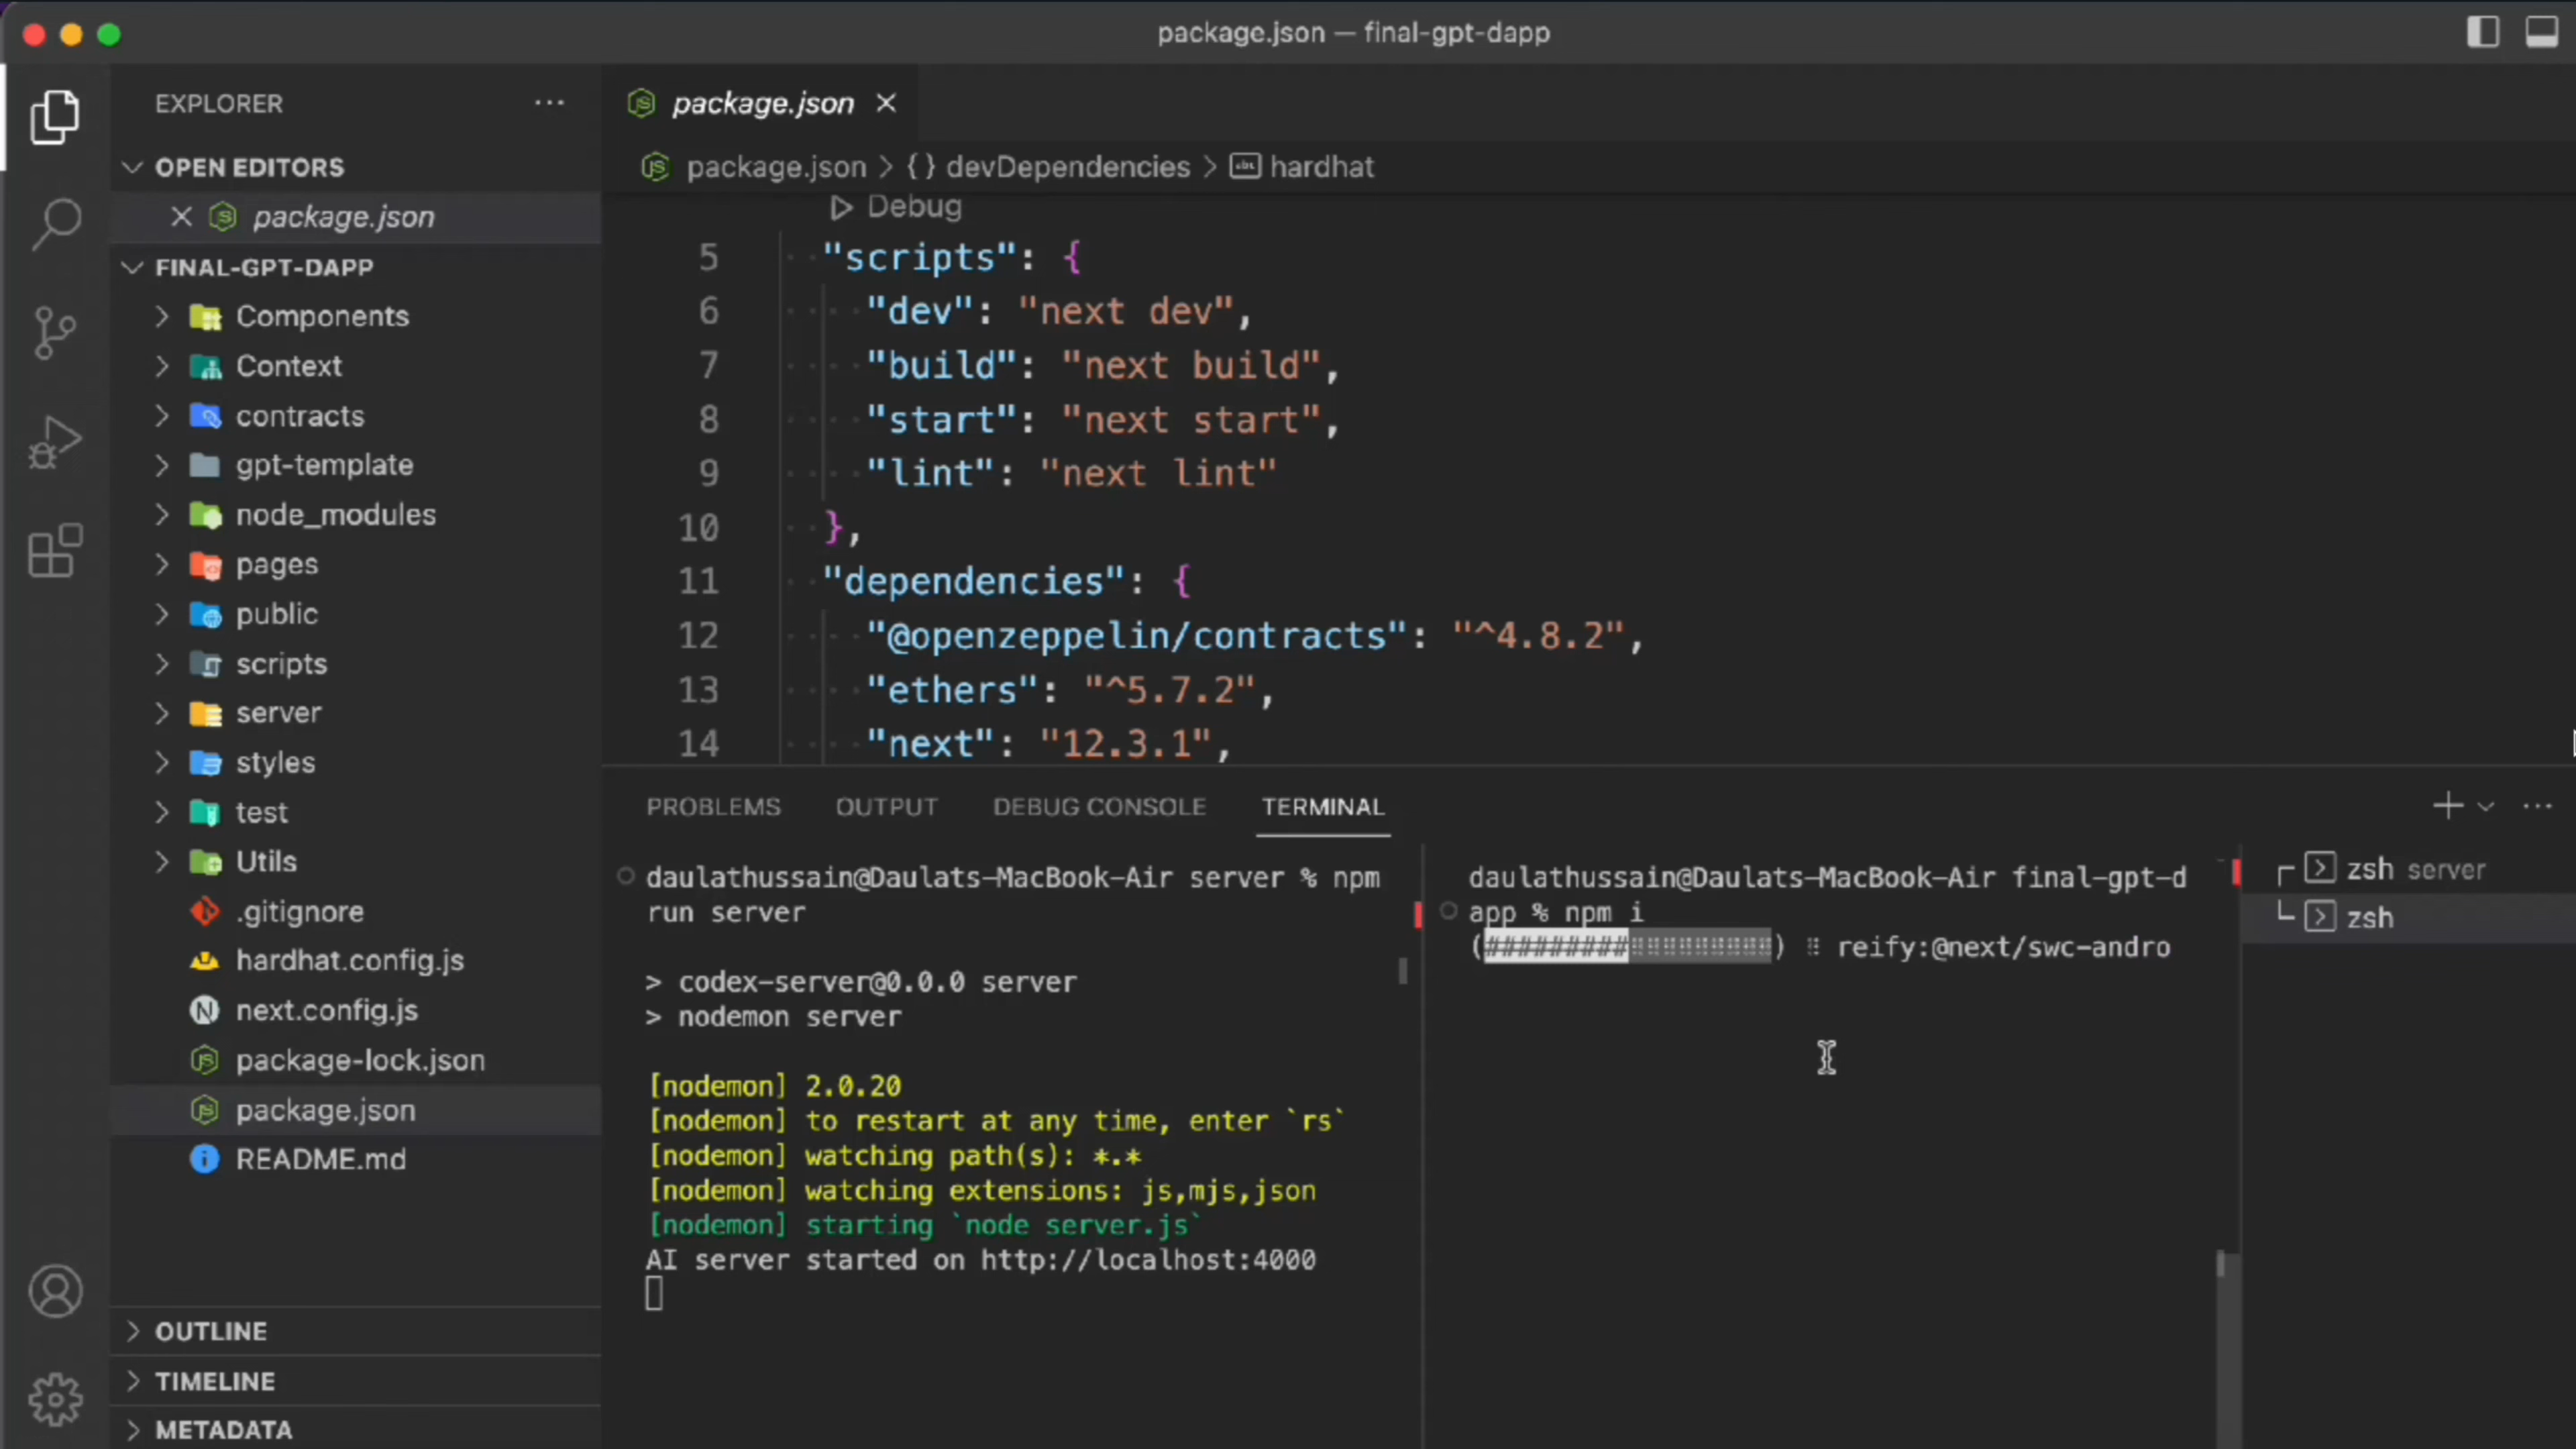 package.json — final-gpt-dapp
EXPLORER
OPEN EDITORS
package.json
FINAL-GPT-DAPP
Components
Context
contracts
gpt-template
node_modules
pages
public
scripts
server
styles
test
Utils
.gitignore
hardhat.config.js
next.config.js
package-lock.json
package.json
README.md
OUTLINE
TIMELINE
METADATA
package.json
package.json > {} devDependencies > hardhat
Debug
5 "scripts": {
6 "dev": "next dev",
7 "build": "next build",
8 "start": "next start",
9 "lint": "next lint"
10 },
11 "dependencies": {
12 "@openzeppelin/contracts": "^4.8.2",
13 "ethers": "^5.7.2",
14 "next": "12.3.1",
PROBLEMS OUTPUT DEBUG CONSOLE TERMINAL
daulathussain@Daulats-MacBook-Air server % npm
run server
> codex-server@0.0.0 server
> nodemon server
[nodemon] 2.0.20
[nodemon] to restart at any time, enter `rs`
[nodemon] watching path(s): *.*
[nodemon] watching extensions: js,mjs,json
[nodemon] starting `node server.js`
AI server started on http://localhost:4000
daulathussain@Daulats-MacBook-Air final-gpt-d
app % npm i
(#########⠂⠂⠂⠂⠂⠂⠂⠂⠂) ⠸ reify:@next/swc-andro
zsh server
zsh